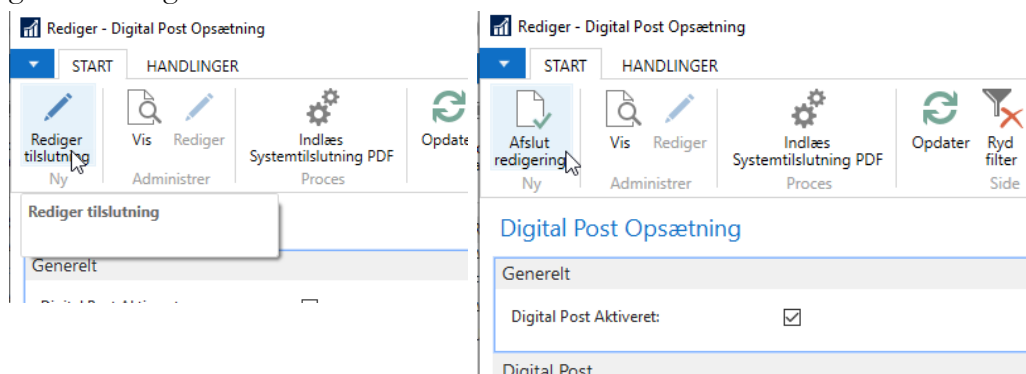 Rediger - Digital Post Opsætning
START HANDLINGER
Rediger
tilslutning
Vis Rediger
Indlæs
Systemtilslutning PDF
Opdate
Ny Administrer Proces
Rediger tilslutning
Generelt
Rediger - Digital Post Opsætning
START HANDLINGER
Afslut
redigering
Vis Rediger
Indlæs
Systemtilslutning PDF
Opdater
Ryd
filter
Ny Administrer Proces Side
Digital Post Opsætning
Generelt
Digital Post Aktiveret:
Digital Post